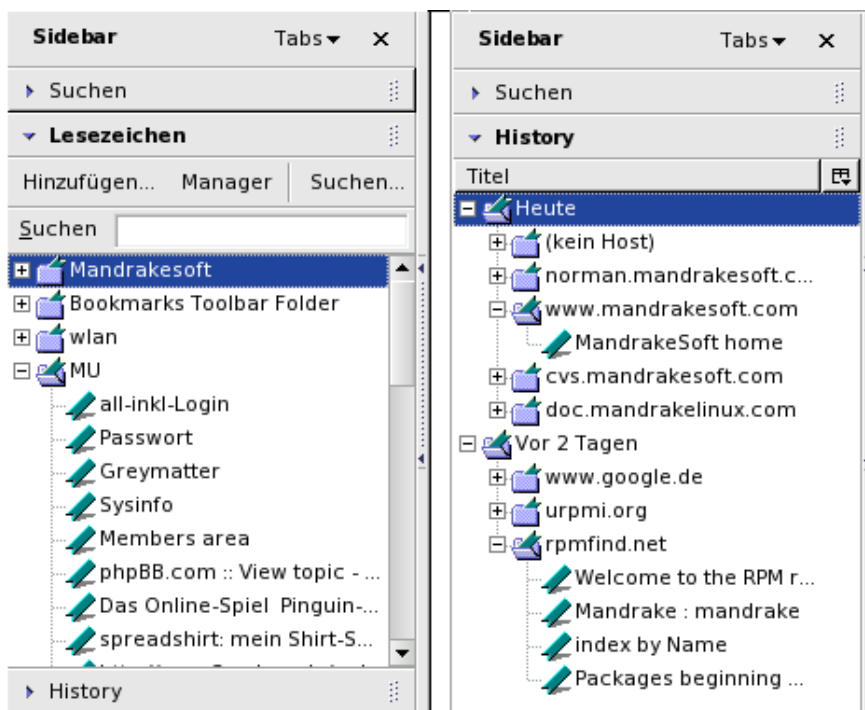 Sidebar Tabs
Suchen
Lesezeichen
Hinzufügen... Manager Suchen...
Suchen
Mandrakesoft
Bookmarks Toolbar Folder
wlan
MU
all-inkl-Login
Passwort
Greymatter
Sysinfo
Members area
phpBB.com :: View topic - ...
Das Online-Spiel Pinguin-...
spreadshirt: mein Shirt-S...
History
Sidebar Tabs
Suchen
History
Titel
Heute
(kein Host)
norman.mandrakesoft.c...
www.mandrakesoft.com
MandrakeSoft home
cvs.mandrakesoft.com
doc.mandrakelinux.com
Vor 2 Tagen
www.google.de
urpmi.org
rpmfind.net
Welcome to the RPM r...
Mandrake : mandrake
index by Name
Packages beginning ...